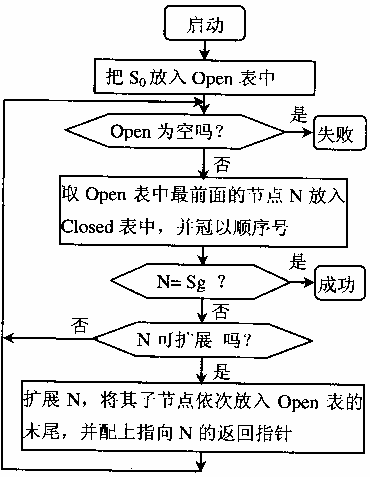 启动
把 S₀ 放入 Open 表中
Open 为空吗?
是
失败
否
取 Open 表中最前面的节点 N 放入
Closed 表中，并冠以顺序号
N= Sg ?
是
成功
否
否
N 可扩展 吗?
是
扩展 N，将其子节点依次放入 Open 表的
末尾，并配上指向 N 的返回指针